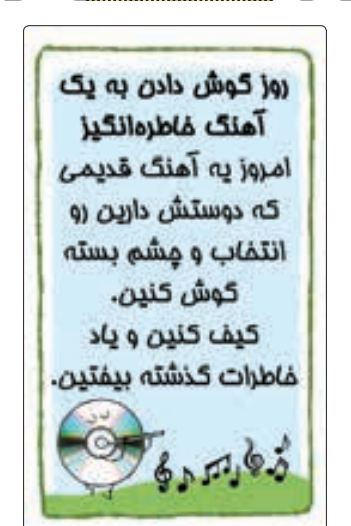 روز گوش دادن به یک
آهنگ خاطره‌انگیز
امروز یه آهنگ قدیمی
که دوستش دارین رو
انتخاب و چشم بسته
گوش کنین.
کیف کنین و یاد
خاطرات گذشته بیفتین.